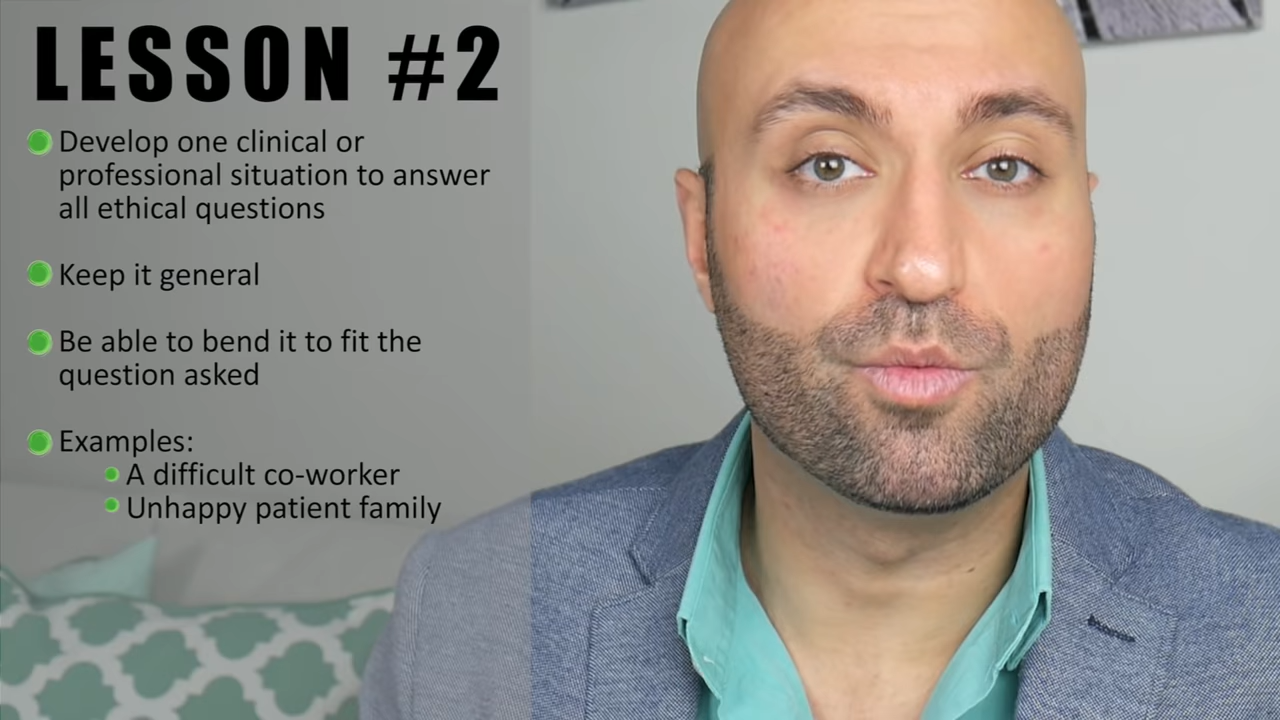 LESSON #2
Develop one clinical or
professional situation to answer
all ethical questions
Keep it general
Be able to bend it to fit the
question asked
Examples:
A difficult co-worker
Unhappy patient family